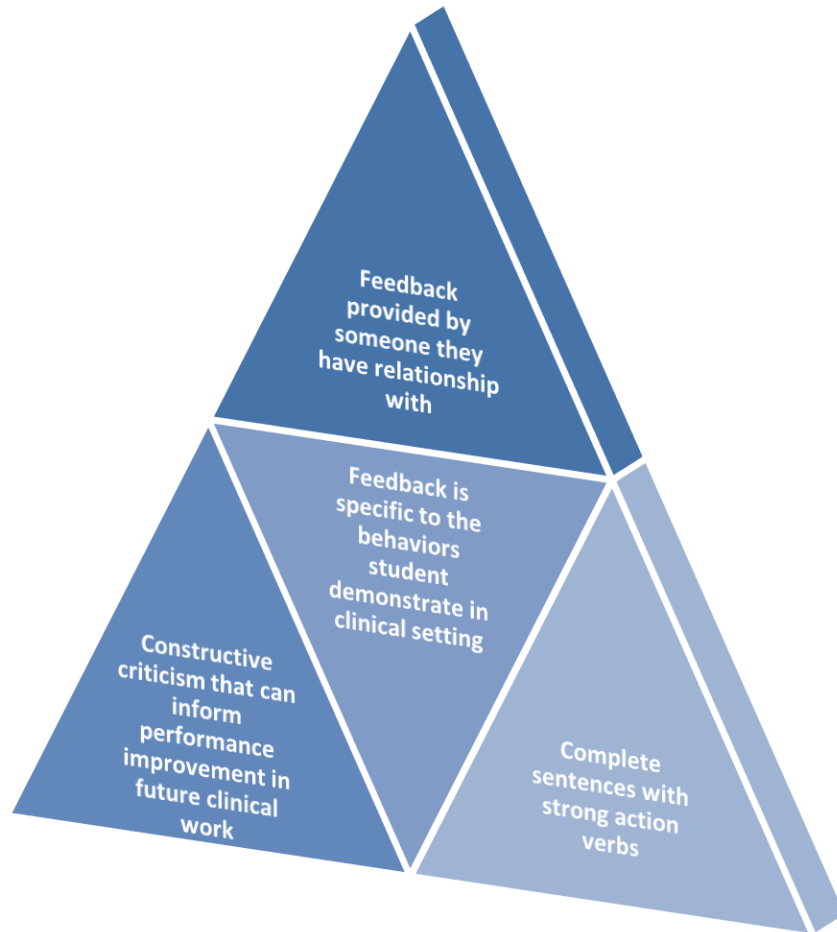 Feedback
provided by
someone they
have relationship
with
Feedback is
specific to the
behaviors
student
demonstrate in
clinical setting
Constructive
criticism that can
inform
performance
improvement in
future clinical
work
Complete
sentences with
strong action
verbs